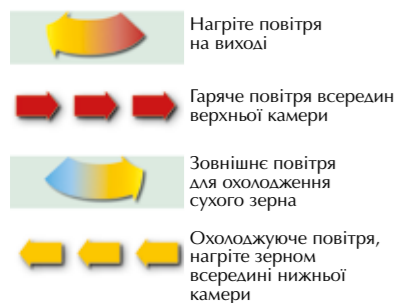 Нагріте повітря
на виході
Гаряче повітря всередин
верхньої камери
Зовнішнє повітря
для охолодження
сухого зерна
Охолоджуюче повітря,
нагріте зерном
всередині нижньої
камери